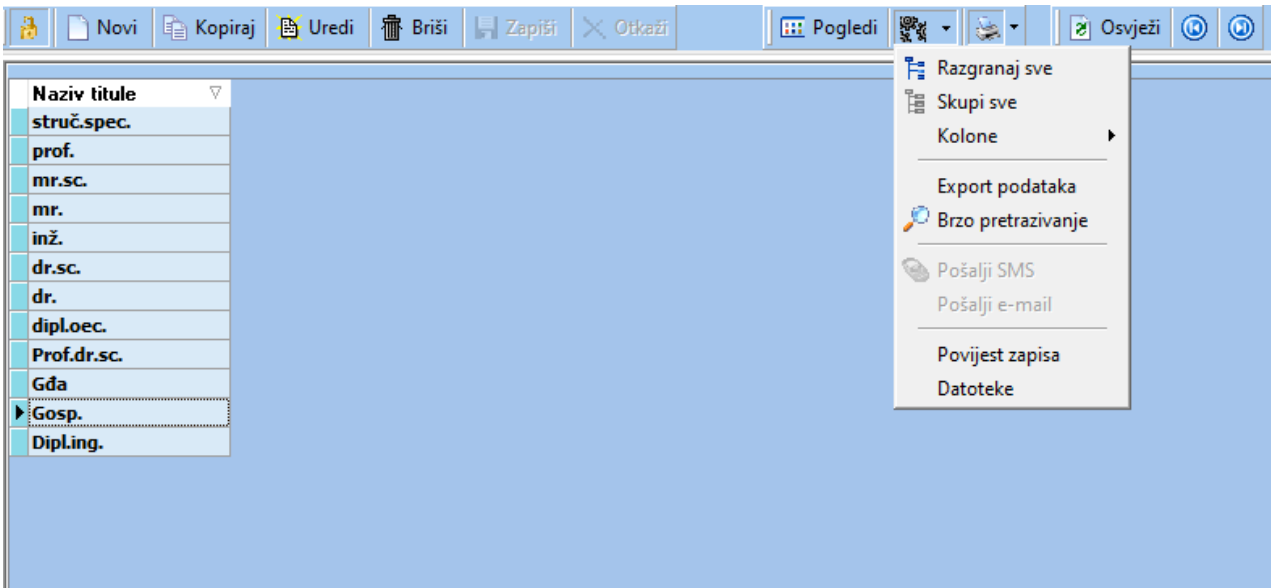 Novi Kopiraj Uredi Briši Zapiši Otkaži Pogledi Osvježi
Naziv titule
struč.spec.
prof.
mr.sc.
mr.
inž.
dr.sc.
dr.
dipl.oec.
Prof.dr.sc.
Gđa
Gosp.
Dipl.ing.
Razgranaj sve
Skupi sve
Kolone
Export podataka
Brzo pretrazivanje
Pošalji SMS
Pošalji e-mail
Povijest zapisa
Datoteke